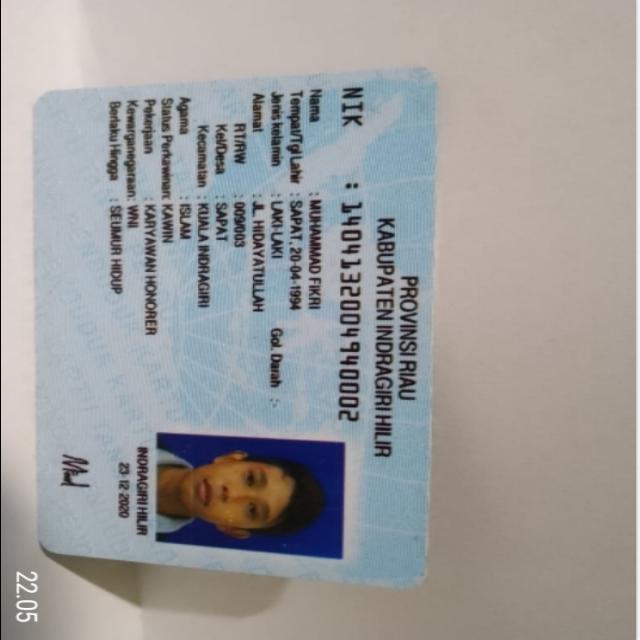 PROVINSI RIAU
KABUPATEN INDRAGIRI HILIR
NIK : 1404132004940002
Nama : MUHAMMAD FIKRI
Tempat/Tgl Lahir : SAPAT, 20-04-1994
Jenis kelamin : LAKI-LAKI Gol. Darah : -
Alamat : JL. HIDAYATULLAH
RT/RW : 009/003
Kel/Desa : SAPAT
Kecamatan : KUALA INDRAGIRI
Agama : ISLAM
Status Perkawinan: KAWIN
Pekerjaan : KARYAWAN HONORER
Kewarganegaraan: WNI
Berlaku Hingga : SEUMUR HIDUP
INDRAGIRI HILIR
23-12-2020
22.05